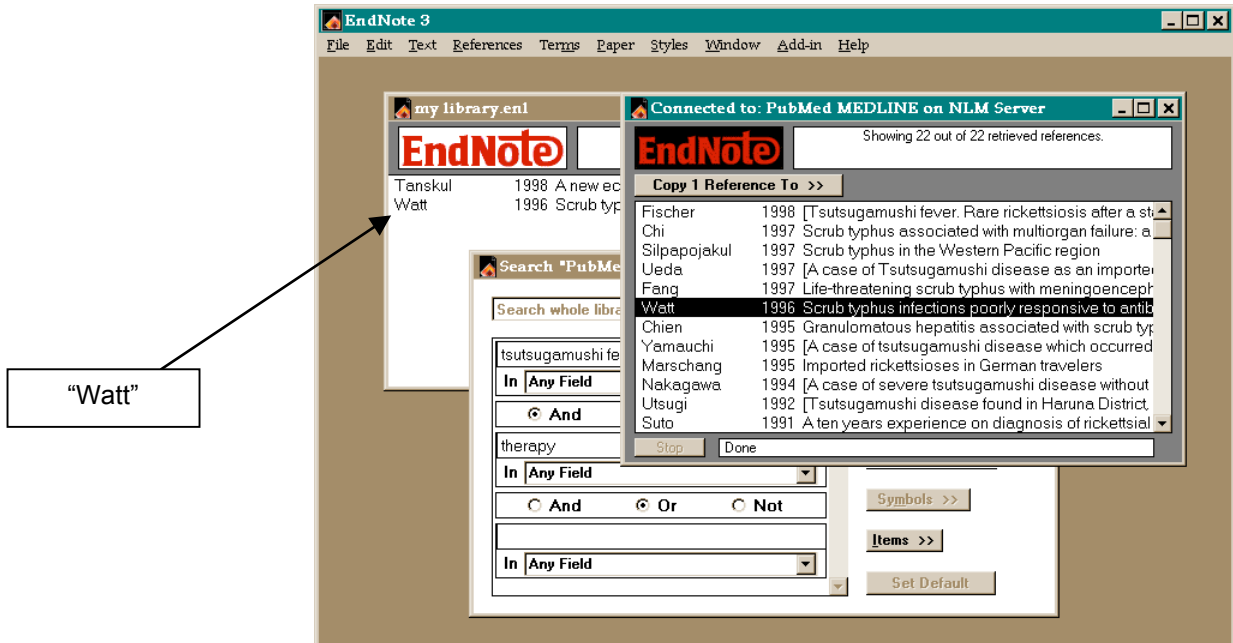 EndNote 3
File Edit Text References Terms Paper Styles Window Add-in Help
my library.enl
EndNote
Tanskul 1998 A new ec
Watt 1996 Scrub typ
Connected to: PubMed MEDLINE on NLM Server
EndNote
Showing 22 out of 22 retrieved references.
Copy 1 Reference To >>
Fischer 1998 [Tsutsugamushi fever. Rare rickettsiosis after a sta
Chi 1997 Scrub typhus associated with multiorgan failure: a
Silpapojakul 1997 Scrub typhus in the Western Pacific region
Ueda 1997 [A case of Tsutsugamushi disease as an importe
Fang 1997 Life-threatening scrub typhus with meningoenceph
Watt 1996 Scrub typhus infections poorly responsive to antib
Chien 1995 Granulomatous hepatitis associated with scrub typ
Yamauchi 1995 [A case of tsutsugamushi disease which occurred
Marschang 1995 Imported rickettsioses in German travelers
Nakagawa 1994 [A case of severe tsutsugamushi disease without
Utsugi 1992 [Tsutsugamushi disease found in Haruna District,
Suto 1991 A ten years experience on diagnosis of rickettsial
Stop Done
Search "PubMe
Search whole libra
tsutsugamushi fe
In Any Field
And
therapy
In Any Field
And Or Not
In Any Field
Symbols >>
Items >>
Set Default
“Watt”